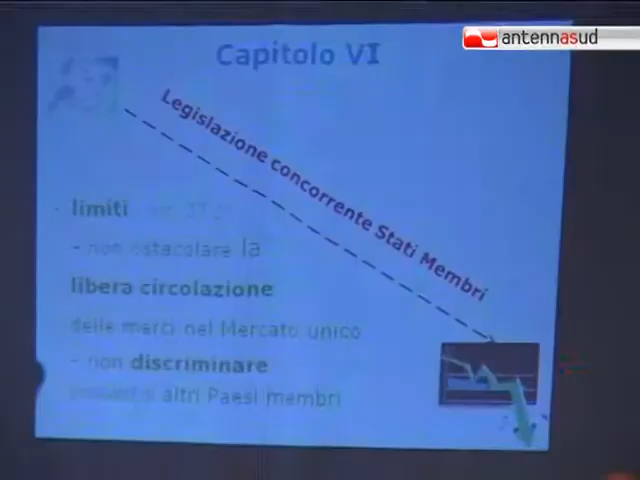 antennasud
Capitolo VI
Legislazione concorrente Stati Membri
- limiti
- non ostacolare la
libera circolazione
delle merci nel Mercato unico
- non discriminare
altri Paesi membri